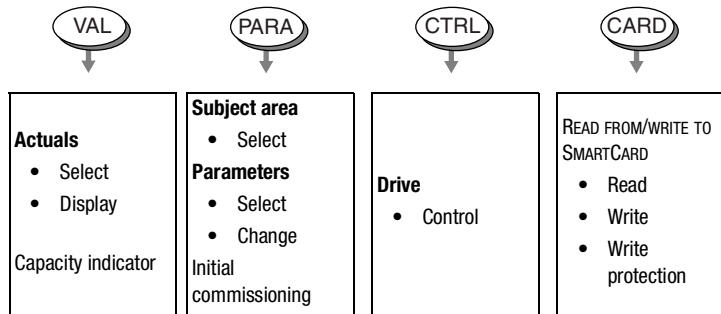 VAL
PARA
CTRL
CARD
Actuals
• Select
• Display
Capacity indicator
Subject area
• Select
Parameters
• Select
• Change
Initial
commissioning
Drive
• Control
READ FROM/WRITE TO
SMARTCARD
• Read
• Write
• Write
protection